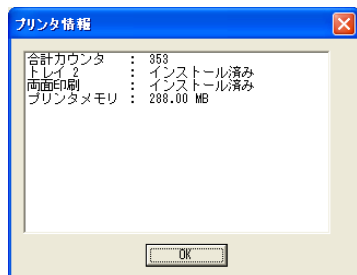 プリンタ情報
合計カウンタ : 353
トレイ 2 : インストール済み
両面印刷 : インストール済み
プリンタメモリ : 288.00 MB
OK